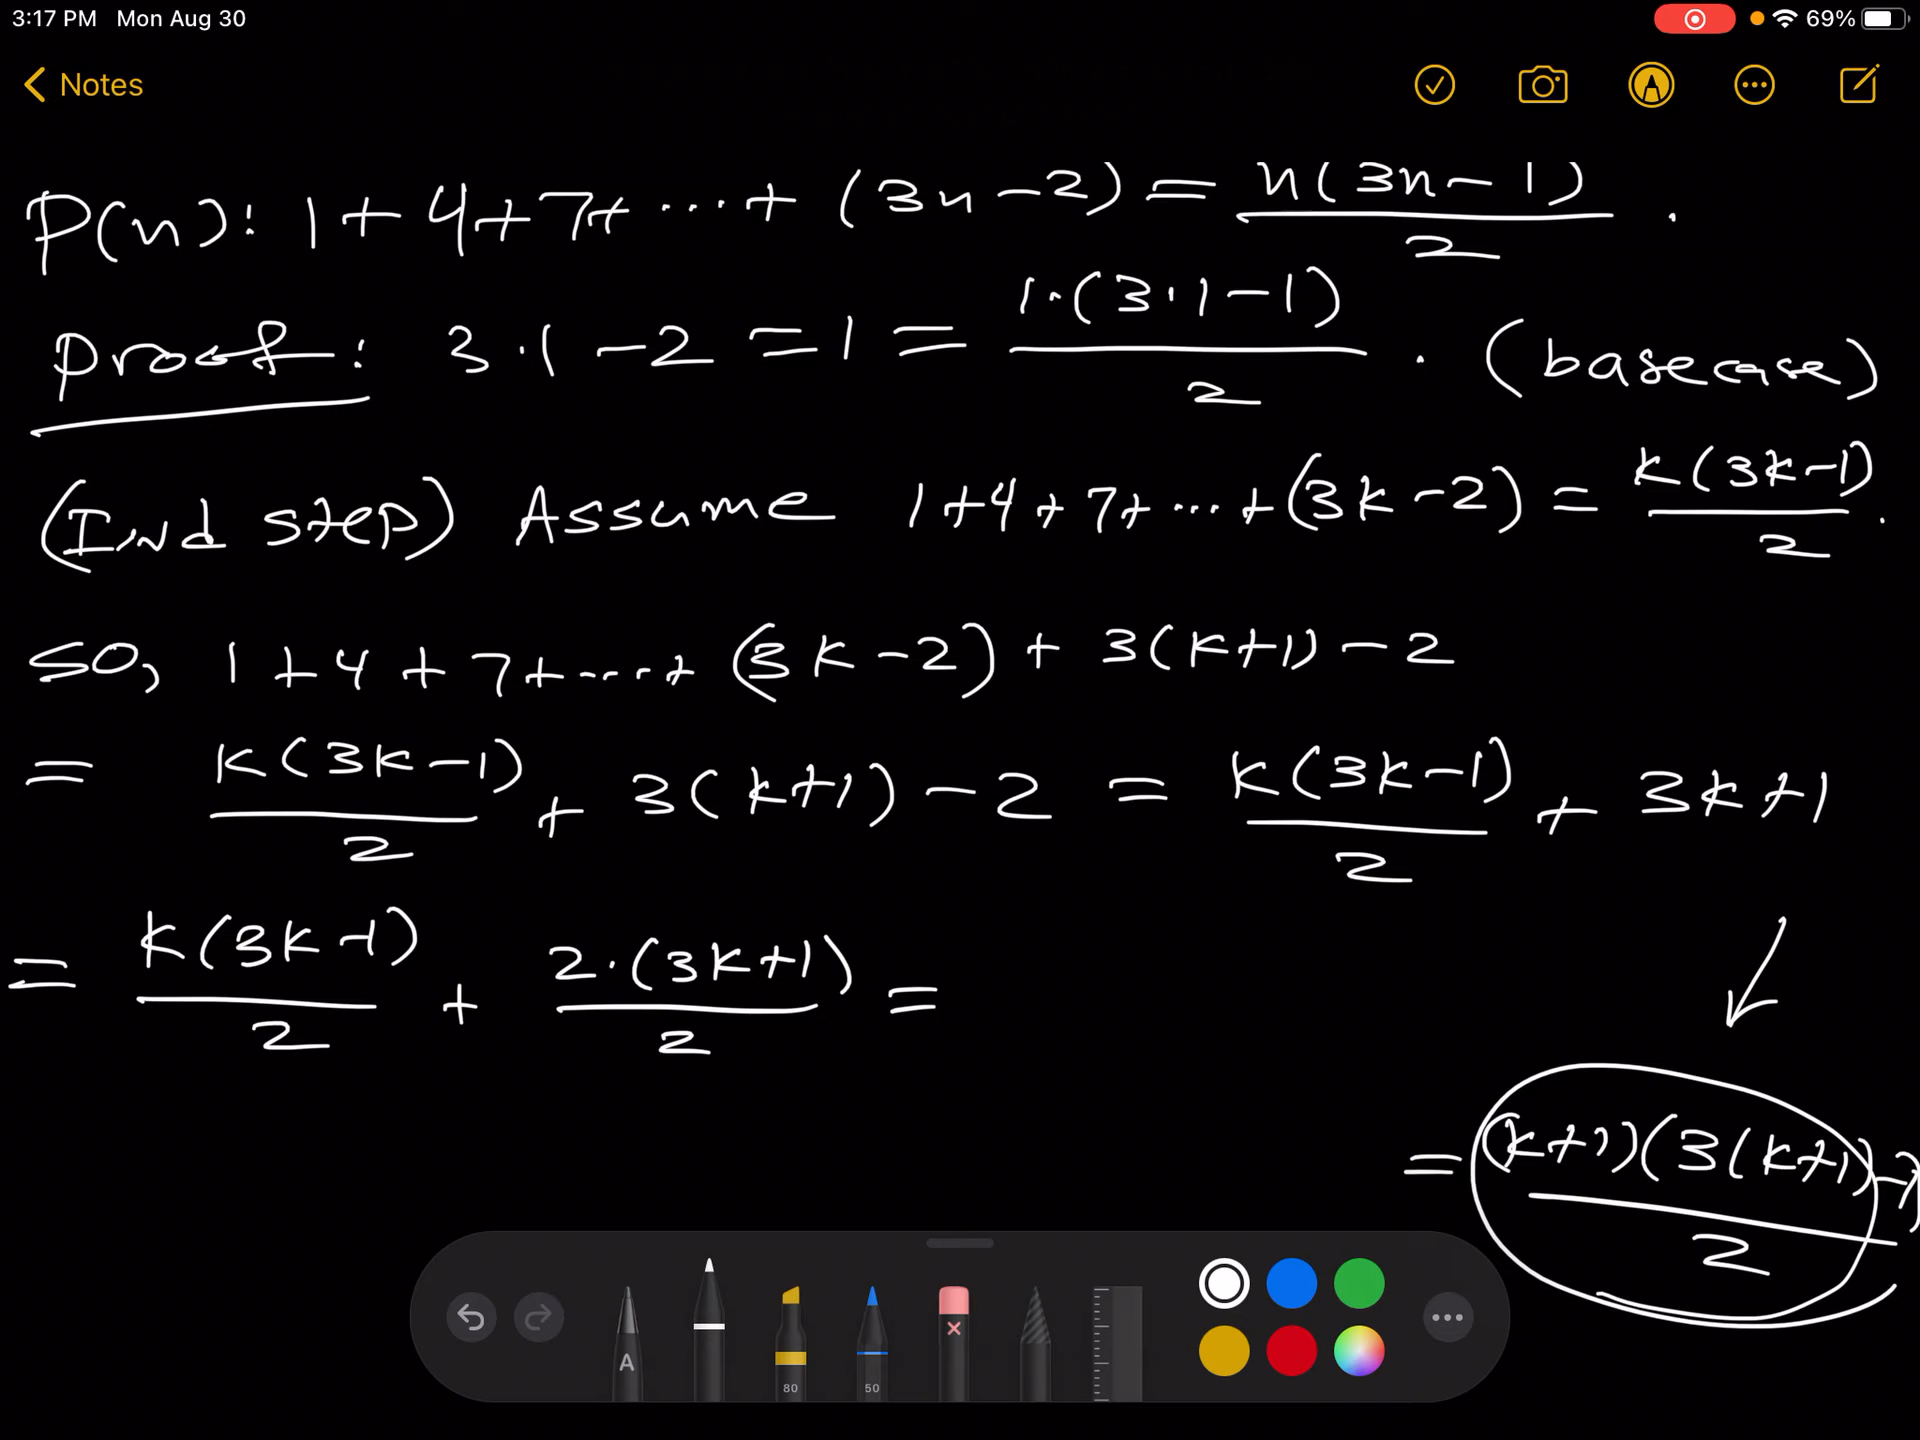 3:17 PM Mon Aug 30 69%
Notes
P(n): 1 + 4 + 7 + ... + (3n - 2) = n(3n - 1)/2 .
Proof: 3·1 - 2 = 1 = 1·(3·1 - 1)/2 . (base case)
(Ind step) Assume 1 + 4 + 7 + ... + (3k - 2) = k(3k - 1)/2 .
So, 1 + 4 + 7 + ... + (3k - 2) + 3(k+1) - 2
= k(3k - 1)/2 + 3(k+1) - 2 = k(3k - 1)/2 + 3k + 1
= k(3k - 1)/2 + 2·(3k+1)/2 =
= (k+1)(3(k+1) - 1)/2
A 80 50